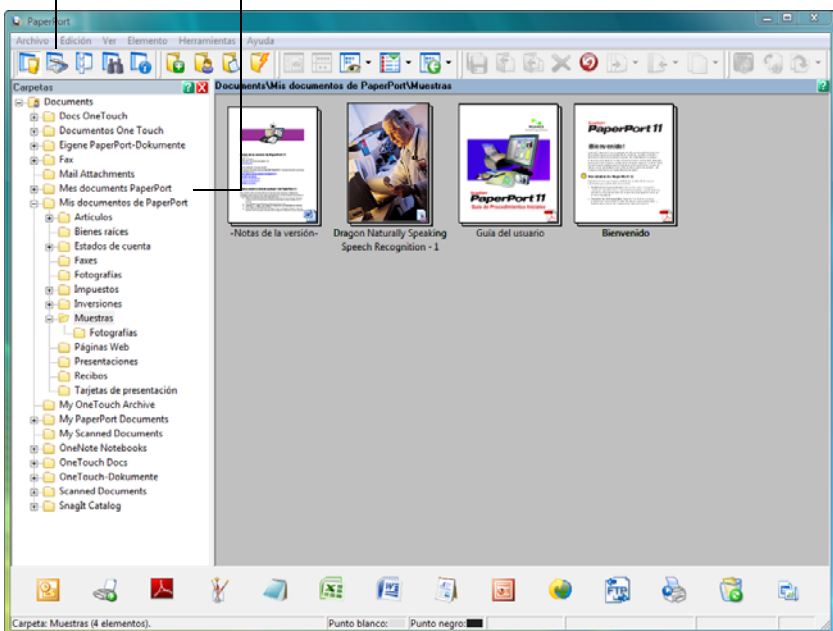 PaperPort
Archivo Edición Ver Elemento Herramientas Ayuda
Carpetas
Documents\Mis documentos de PaperPort\Muestras
Documents
Docs OneTouch
Documentos One Touch
Eigene PaperPort-Dokumente
Fax
Mail Attachments
Mes documents PaperPort
Mis documentos de PaperPort
Artículos
Bienes raíces
Estados de cuenta
Faxes
Fotografías
Impuestos
Inversiones
Muestras
Fotografías
Páginas Web
Presentaciones
Recibos
Tarjetas de presentación
My OneTouch Archive
My PaperPort Documents
My Scanned Documents
OneNote Notebooks
OneTouch Docs
OneTouch-Dokumente
Scanned Documents
SnagIt Catalog
PaperPort 11
Guía de Procedimientos Iniciales
PaperPort 11
¡Bienvenido!
-Notas de la versión-
Dragon Naturally Speaking
Speech Recognition - 1
Guía del usuario
Bienvenido
FTP
Carpeta: Muestras (4 elementos).
Punto blanco:
Punto negro: